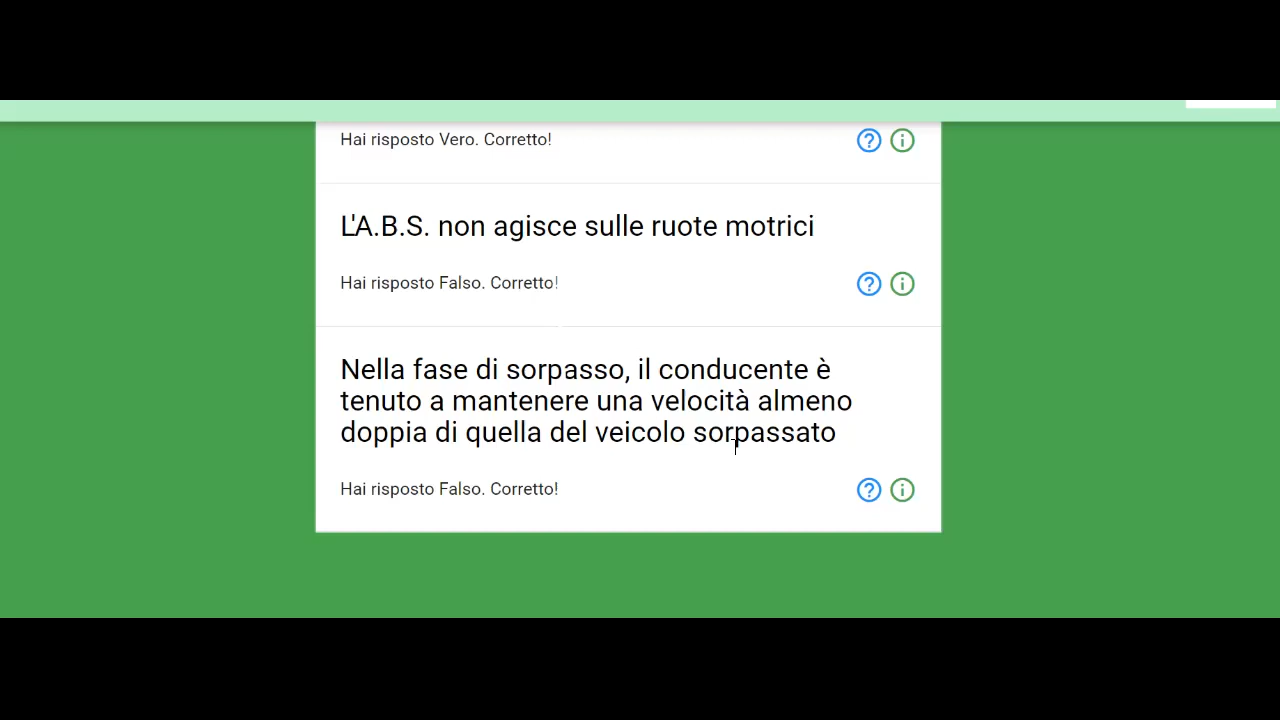 Hai risposto Vero. Corretto!
L'A.B.S. non agisce sulle ruote motrici
Hai risposto Falso. Corretto!
Nella fase di sorpasso, il conducente è
tenuto a mantenere una velocità almeno
doppia di quella del veicolo sorpassato
Hai risposto Falso. Corretto!